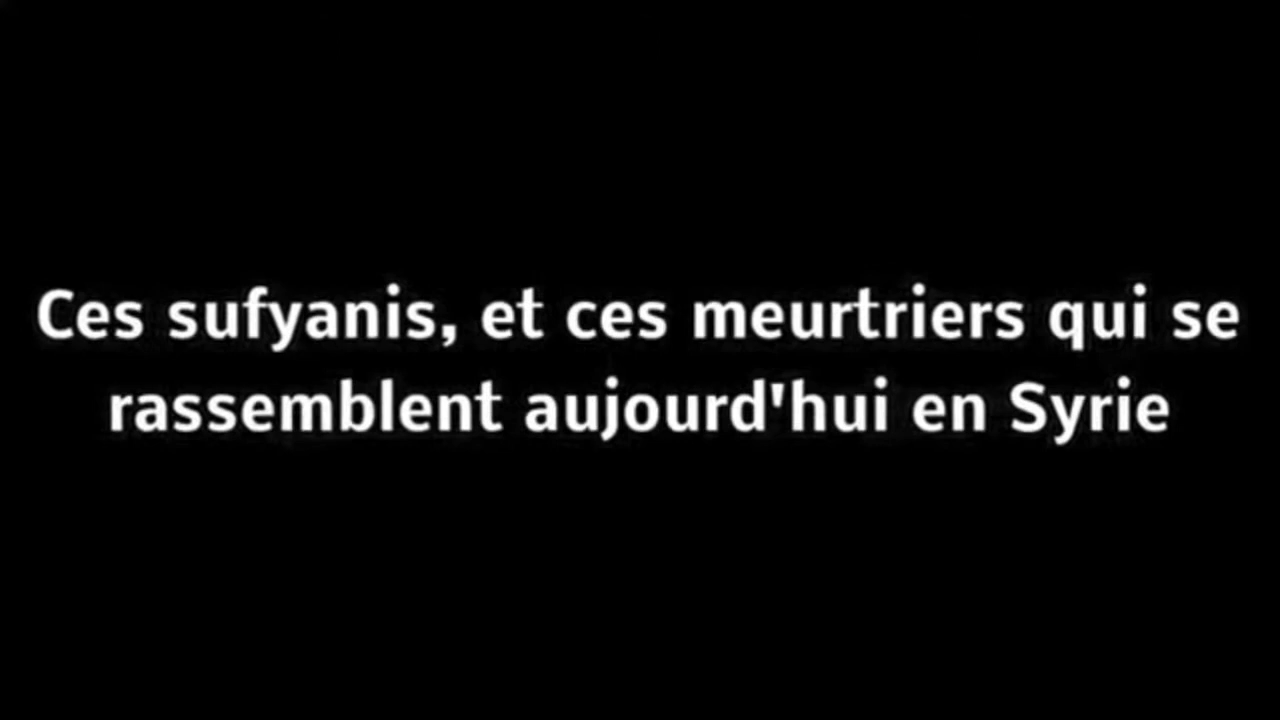 Ces sufyanis, et ces meurtriers qui se
rassemblent aujourd'hui en Syrie